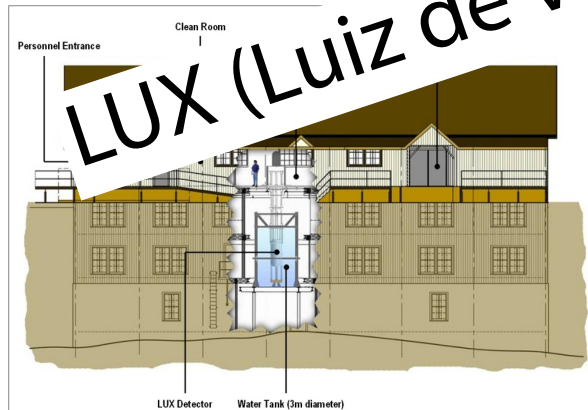 Clean Room
Personnel Entrance
LUX (Luiz de
LUX Detector
Water Tank (3m diameter)